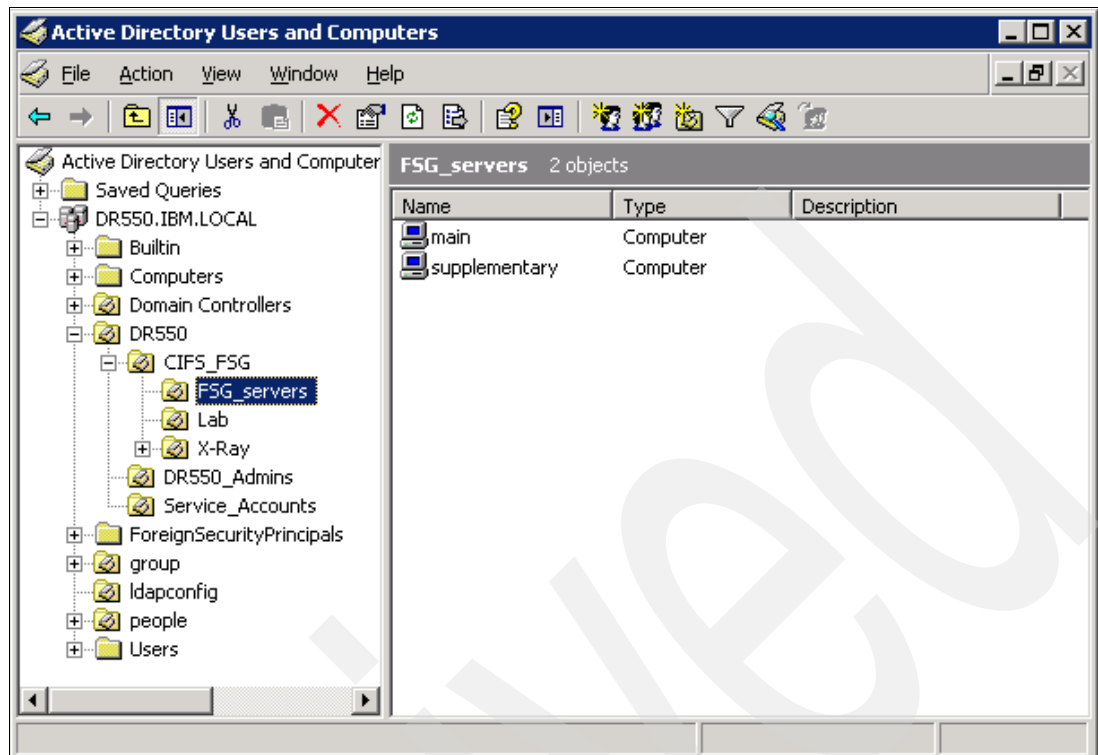 Active Directory Users and Computers
File Action View Window Help
Active Directory Users and Computer
Saved Queries
DR550.IBM.LOCAL
Builtin
Computers
Domain Controllers
DR550
CIFS_FSG
FSG_servers
Lab
X-Ray
DR550_Admins
Service_Accounts
ForeignSecurityPrincipals
group
ldapconfig
people
Users
FSG_servers 2 objects
Name Type Description
main Computer
supplementary Computer